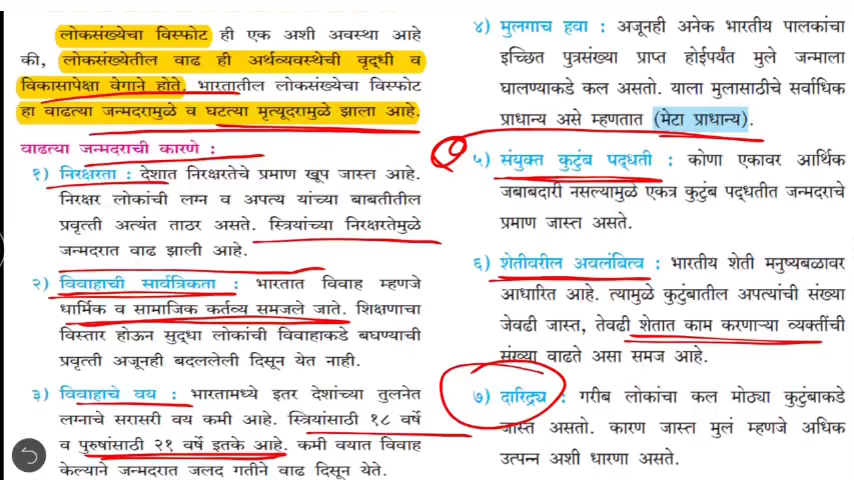 लोकसंख्येचा विस्फोट ही एक अशी अवस्था आहे
की, लोकसंख्येतील वाढ ही अर्थव्यवस्थेची वृद्धी व
विकासापेक्षा वेगाने होते. भारतातील लोकसंख्येचा विस्फोट
हा वाढत्या जन्मदरामुळे व घटत्या मृत्यूदरामुळे झाला आहे.
वाढत्या जन्मदराची कारणे :
१) निरक्षरता : देशात निरक्षरतेचे प्रमाण खूप जास्त आहे.
निरक्षर लोकांची लग्न व अपत्य यांच्या बाबतीतील
प्रवृत्ती अत्यंत ताठर असते. स्त्रियांच्या निरक्षरतेमुळे
जन्मदरात वाढ झाली आहे.
२) विवाहाची सार्वत्रिकता : भारतात विवाह म्हणजे
धार्मिक व सामाजिक कर्तव्य समजले जाते. शिक्षणाचा
विस्तार होऊन सुद्धा लोकांची विवाहाकडे बघण्याची
प्रवृत्ती अजूनही बदललेली दिसून येत नाही.
३) विवाहाचे वय : भारतामध्ये इतर देशांच्या तुलनेत
लग्नाचे सरासरी वय कमी आहे. स्त्रियांसाठी १८ वर्षे
व पुरुषांसाठी २१ वर्षे इतके आहे. कमी वयात विवाह
केल्याने जन्मदरात जलद गतीने वाढ दिसून येते.
४) मुलगाच हवा : अजूनही अनेक भारतीय पालकांचा
इच्छित पुत्रसंख्या प्राप्त होईपर्यंत मुले जन्माला
घालण्याकडे कल असतो. याला मुलासाठीचे सर्वाधिक
प्राधान्य असे म्हणतात (मेटा प्राधान्य).
५) संयुक्त कुटुंब पद्धती : कोणा एकावर आर्थिक
जबाबदारी नसल्यामुळे एकत्र कुटुंब पद्धतीत जन्मदराचे
प्रमाण जास्त असते.
६) शेतीवरील अवलंबित्व : भारतीय शेती मनुष्यबळावर
आधारित आहे. त्यामुळे कुटुंबातील अपत्यांची संख्या
जेवढी जास्त, तेवढी शेतात काम करणाऱ्या व्यक्तींची
संख्या वाढते असा समज आहे.
७) दारिद्र्य : गरीब लोकांचा कल मोठ्या कुटुंबाकडे
जास्त असतो. कारण जास्त मुलं म्हणजे अधिक
उत्पन्न अशी धारणा असते.